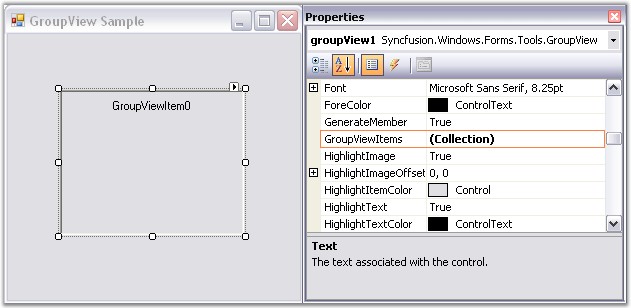 GroupView Sample
GroupViewItem0
Properties
groupView1 Syncfusion.Windows.Forms.Tools.GroupView
Font Microsoft Sans Serif, 8.25pt
ForeColor ControlText
GenerateMember True
GroupViewItems (Collection)
HighlightImage True
HighlightImageOffset 0, 0
HighlightItemColor Control
HighlightText True
HighlightTextColor ControlText
Text
The text associated with the control.